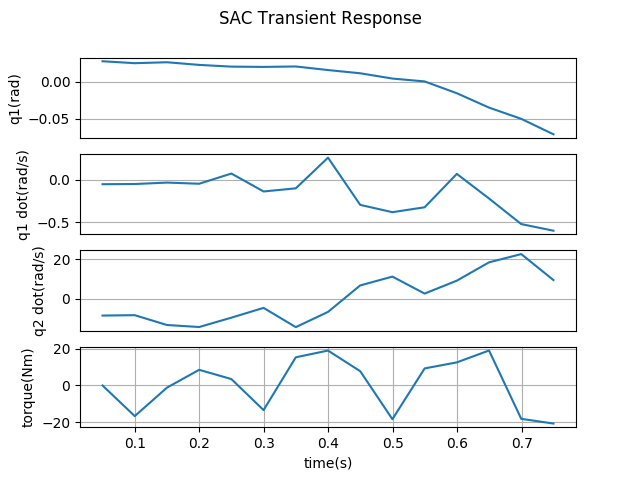 SAC Transient Response
q1(rad)
0.00
−0.05
q1 dot(rad/s)
0.0
−0.5
q2 dot(rad/s)
20
0
torque(Nm)
20
0
−20
0.1 0.2 0.3 0.4 0.5 0.6 0.7
time(s)